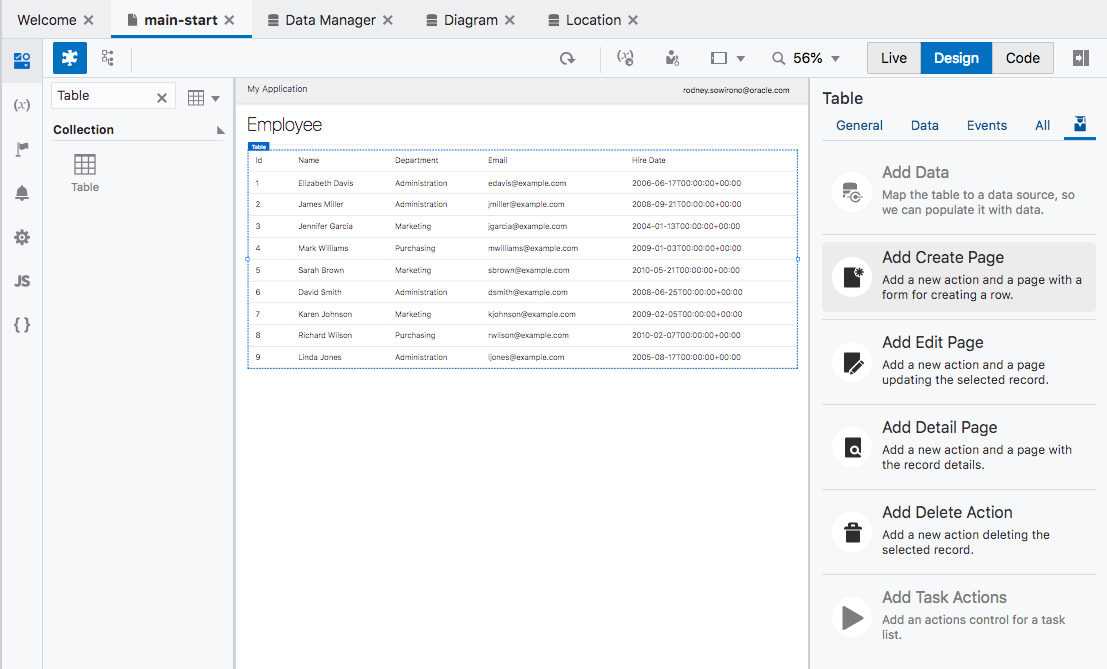 Welcome
main-start
Data Manager
Diagram
Location
56%
Live
Design
Code
(x)
JS
{ }
Table
Collection
Table
My Application
rodney.sowirono@oracle.com
Employee
Table
Id Name Department Email Hire Date
1 Elizabeth Davis Administration edavis@example.com 2006-06-17T00:00:00+00:00
2 James Miller Administration jmiller@example.com 2008-09-21T00:00:00+00:00
3 Jennifer Garcia Marketing jgarcia@example.com 2004-01-13T00:00:00+00:00
4 Mark Williams Purchasing mwilliams@example.com 2009-01-03T00:00:00+00:00
5 Sarah Brown Marketing sbrown@example.com 2010-05-21T00:00:00+00:00
6 David Smith Administration dsmith@example.com 2008-06-25T00:00:00+00:00
7 Karen Johnson Marketing kjohnson@example.com 2009-02-05T00:00:00+00:00
8 Richard Wilson Purchasing rwilson@example.com 2010-02-07T00:00:00+00:00
9 Linda Jones Administration ljones@example.com 2005-08-17T00:00:00+00:00
Table
General Data Events All
Add Data
Map the table to a data source, so
we can populate it with data.
Add Create Page
Add a new action and a page with a
form for creating a row.
Add Edit Page
Add a new action and a page
updating the selected record.
Add Detail Page
Add a new action and a page with
the record details.
Add Delete Action
Add a new action deleting the
selected record.
Add Task Actions
Add an actions control for a task
list.